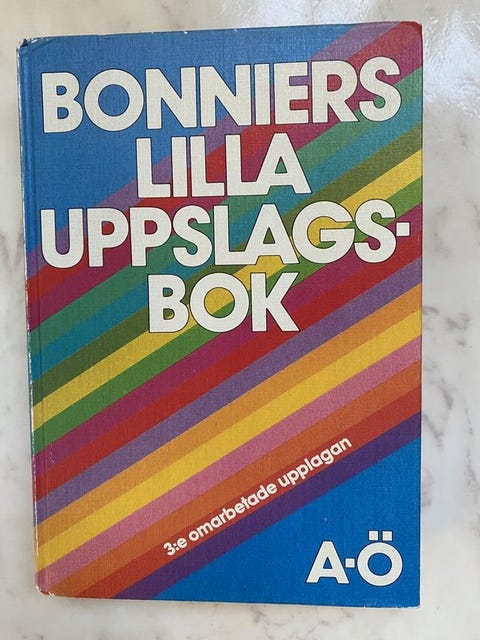 BONNIERS
LILLA
UPPSLAGS-
BOK
3:e omarbetade upplagan
A-Ö